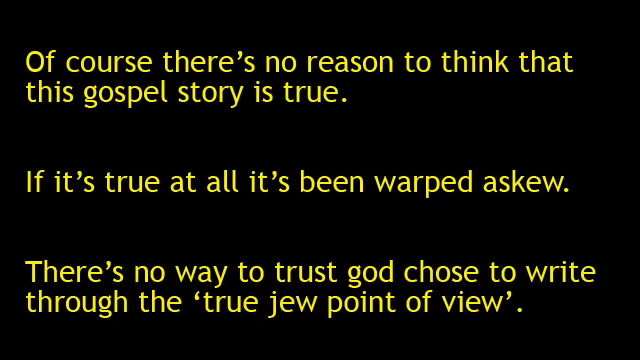 Of course there’s no reason to think that
this gospel story is true.
If it’s true at all it’s been warped askew.
There’s no way to trust god chose to write
through the ‘true jew point of view’.